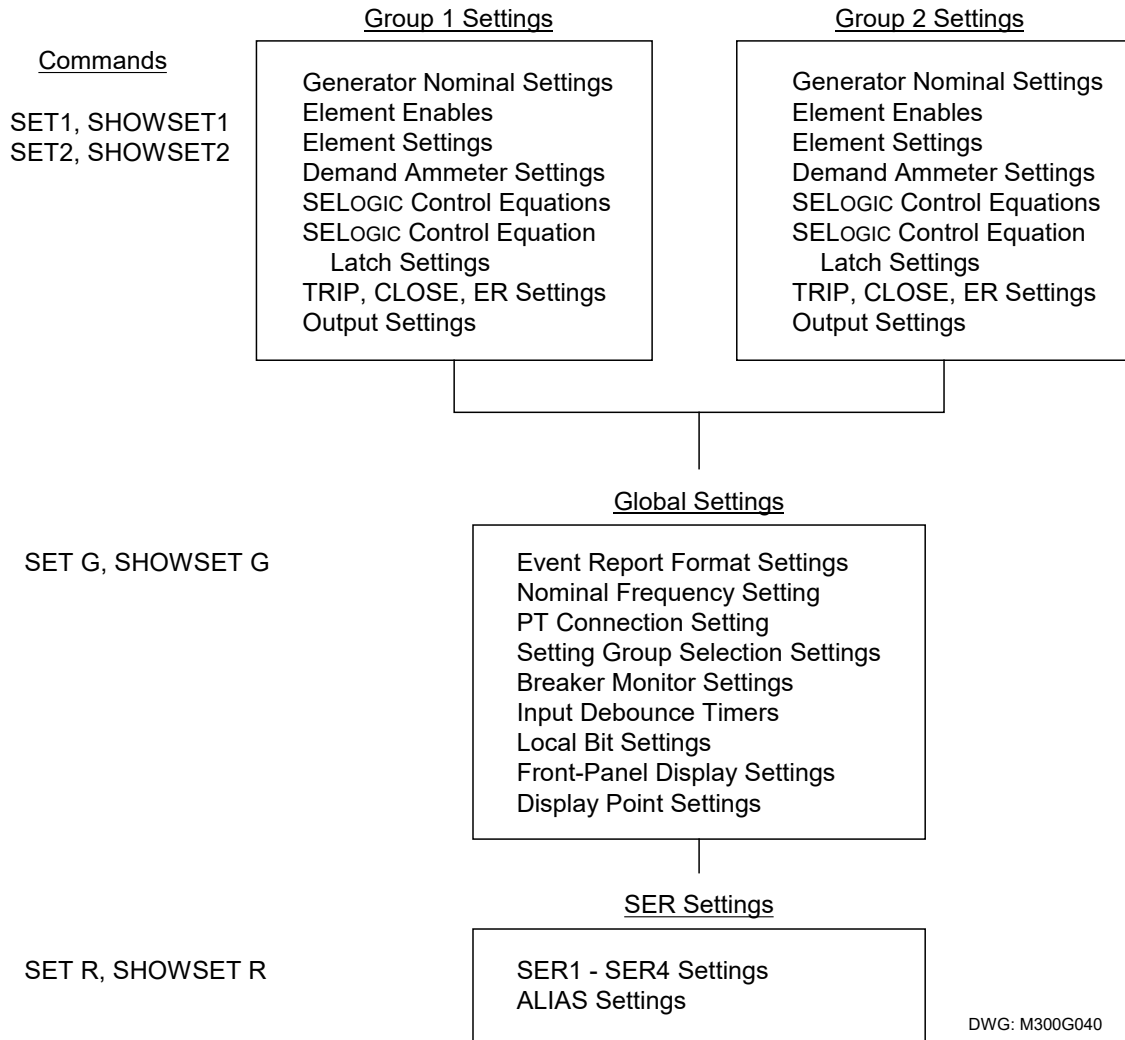 Group 1 Settings
Group 2 Settings
Commands
SET1, SHOWSET1
SET2, SHOWSET2
Generator Nominal Settings
Element Enables
Element Settings
Demand Ammeter Settings
SELOGIC Control Equations
SELOGIC Control Equation
Latch Settings
TRIP, CLOSE, ER Settings
Output Settings
Generator Nominal Settings
Element Enables
Element Settings
Demand Ammeter Settings
SELOGIC Control Equations
SELOGIC Control Equation
Latch Settings
TRIP, CLOSE, ER Settings
Output Settings
Global Settings
SET G, SHOWSET G
Event Report Format Settings
Nominal Frequency Setting
PT Connection Setting
Setting Group Selection Settings
Breaker Monitor Settings
Input Debounce Timers
Local Bit Settings
Front-Panel Display Settings
Display Point Settings
SER Settings
SET R, SHOWSET R
SER1 - SER4 Settings
ALIAS Settings
DWG: M300G040